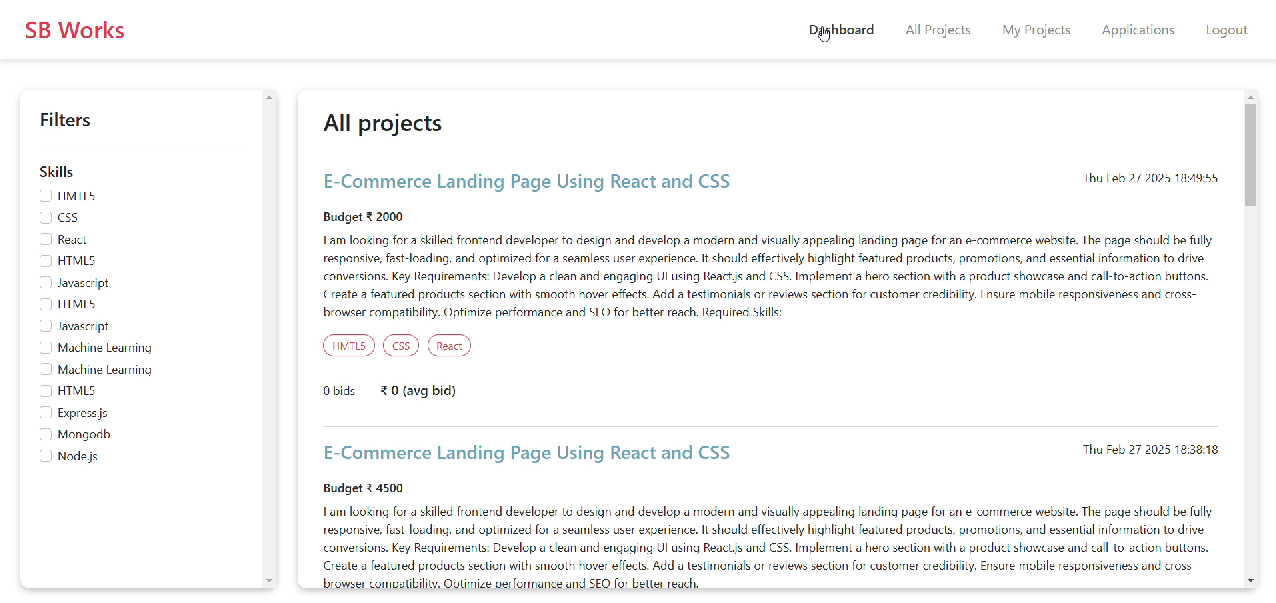 SB Works
Dashboard
All Projects
My Projects
Applications
Logout
Filters
Skills
HMTL5
CSS
React
HTML5
Javascript
HTML5
Javascript
Machine Learning
Machine Learning
HTML5
Express.js
Mongodb
Node.js
All projects
E-Commerce Landing Page Using React and CSS
Thu Feb 27 2025 18:49:55
Budget ₹ 2000
I am looking for a skilled frontend developer to design and develop a modern and visually appealing landing page for an e-commerce website. The page should be fully
responsive, fast-loading, and optimized for a seamless user experience. It should effectively highlight featured products, promotions, and essential information to drive
conversions. Key Requirements: Develop a clean and engaging UI using React.js and CSS. Implement a hero section with a product showcase and call-to-action buttons.
Create a featured products section with smooth hover effects. Add a testimonials or reviews section for customer credibility. Ensure mobile responsiveness and cross-
browser compatibility. Optimize performance and SEO for better reach. Required Skills:
HMTL5
CSS
React
0 bids
₹ 0 (avg bid)
E-Commerce Landing Page Using React and CSS
Thu Feb 27 2025 18:38:18
Budget ₹ 4500
I am looking for a skilled frontend developer to design and develop a modern and visually appealing landing page for an e-commerce website. The page should be fully
responsive, fast-loading, and optimized for a seamless user experience. It should effectively highlight featured products, promotions, and essential information to drive
conversions. Key Requirements: Develop a clean and engaging UI using React.js and CSS. Implement a hero section with a product showcase and call-to-action buttons.
Create a featured products section with smooth hover effects. Add a testimonials or reviews section for customer credibility. Ensure mobile responsiveness and cross
browser compatibility. Optimize performance and SEO for better reach.